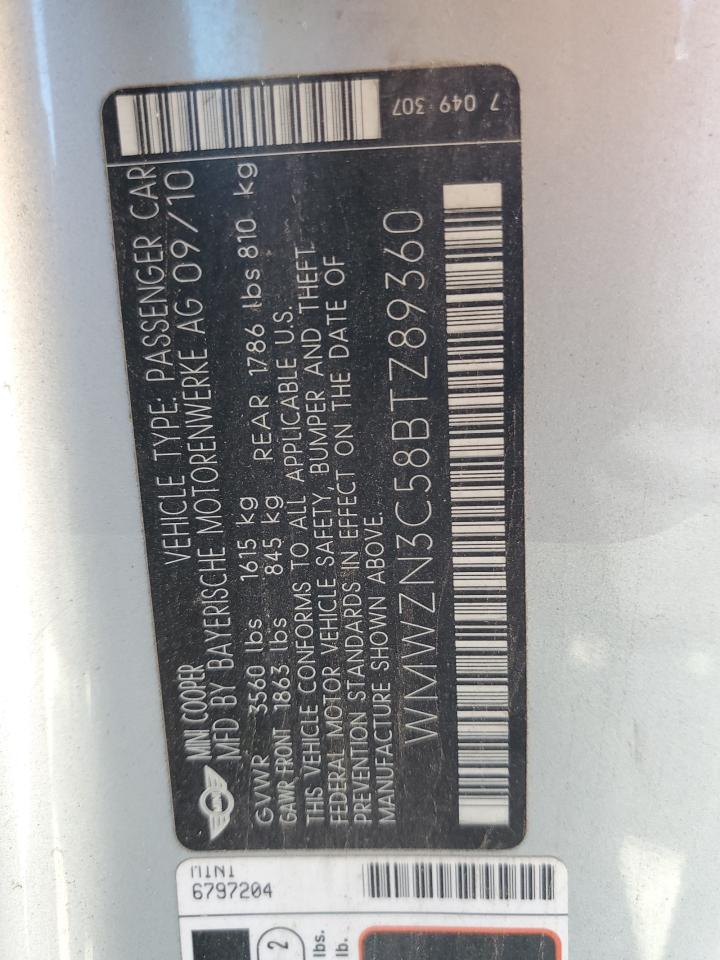 7 049 307
MINI COOPER VEHICLE TYPE: PASSENGER CAR
MFD BY BAYERISCHE MOTORENWERKE AG 09/10
GVWR 3560 lbs 1615 kg
GAWR FRONT 1863 lbs 845 kg REAR 1786 lbs 810 kg
THIS VEHICLE CONFORMS TO ALL APPLICABLE U.S.
FEDERAL MOTOR VEHICLE SAFETY, BUMPER AND THEFT
PREVENTION STANDARDS IN EFFECT ON THE DATE OF
MANUFACTURE SHOWN ABOVE.
WMWZN3C58BTZ89360
MINI
6797204
2
lbs.
lb.